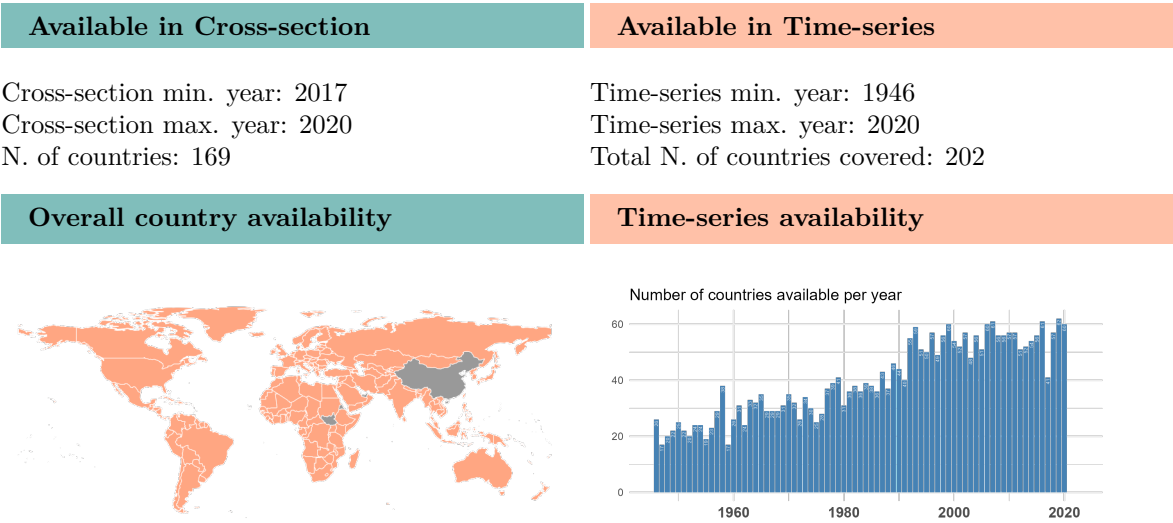 Available in Cross-section
Available in Time-series
Cross-section min. year: 2017
Cross-section max. year: 2020
N. of countries: 169
Time-series min. year: 1946
Time-series max. year: 2020
Total N. of countries covered: 202
Overall country availability
Time-series availability
Number of countries available per year
60
40
20
0
1960
1980
2000
2020